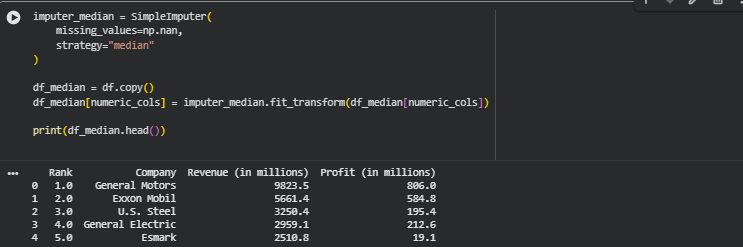 imputer_median = SimpleImputer(
    missing_values=np.nan,
    strategy="median"
)

df_median = df.copy()
df_median[numeric_cols] = imputer_median.fit_transform(df_median[numeric_cols])

print(df_median.head())

   Rank           Company  Revenue (in millions)  Profit (in millions)
0   1.0    General Motors                 9823.5                 806.0
1   2.0       Exxon Mobil                 5661.4                 584.8
2   3.0        U.S. Steel                 3250.4                 195.4
3   4.0  General Electric                 2959.1                 212.6
4   5.0            Esmark                 2510.8                  19.1